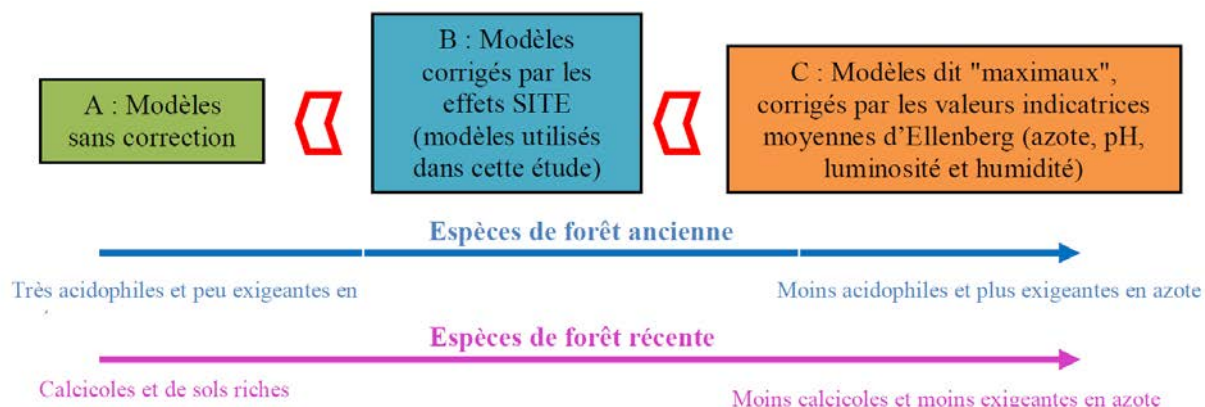 A : Modèles
sans correction
B : Modèles
corrigés par les
effets SITE
(modèles utilisés
dans cette étude)
C : Modèles dit "maximaux",
corrigés par les valeurs indicatrices
moyennes d’Ellenberg (azote, pH,
luminosité et humidité)
Espèces de forêt ancienne
Très acidophiles et peu exigeantes en
Moins acidophiles et plus exigeantes en azote
Espèces de forêt récente
Calcicoles et de sols riches
Moins calcicoles et moins exigeantes en azote